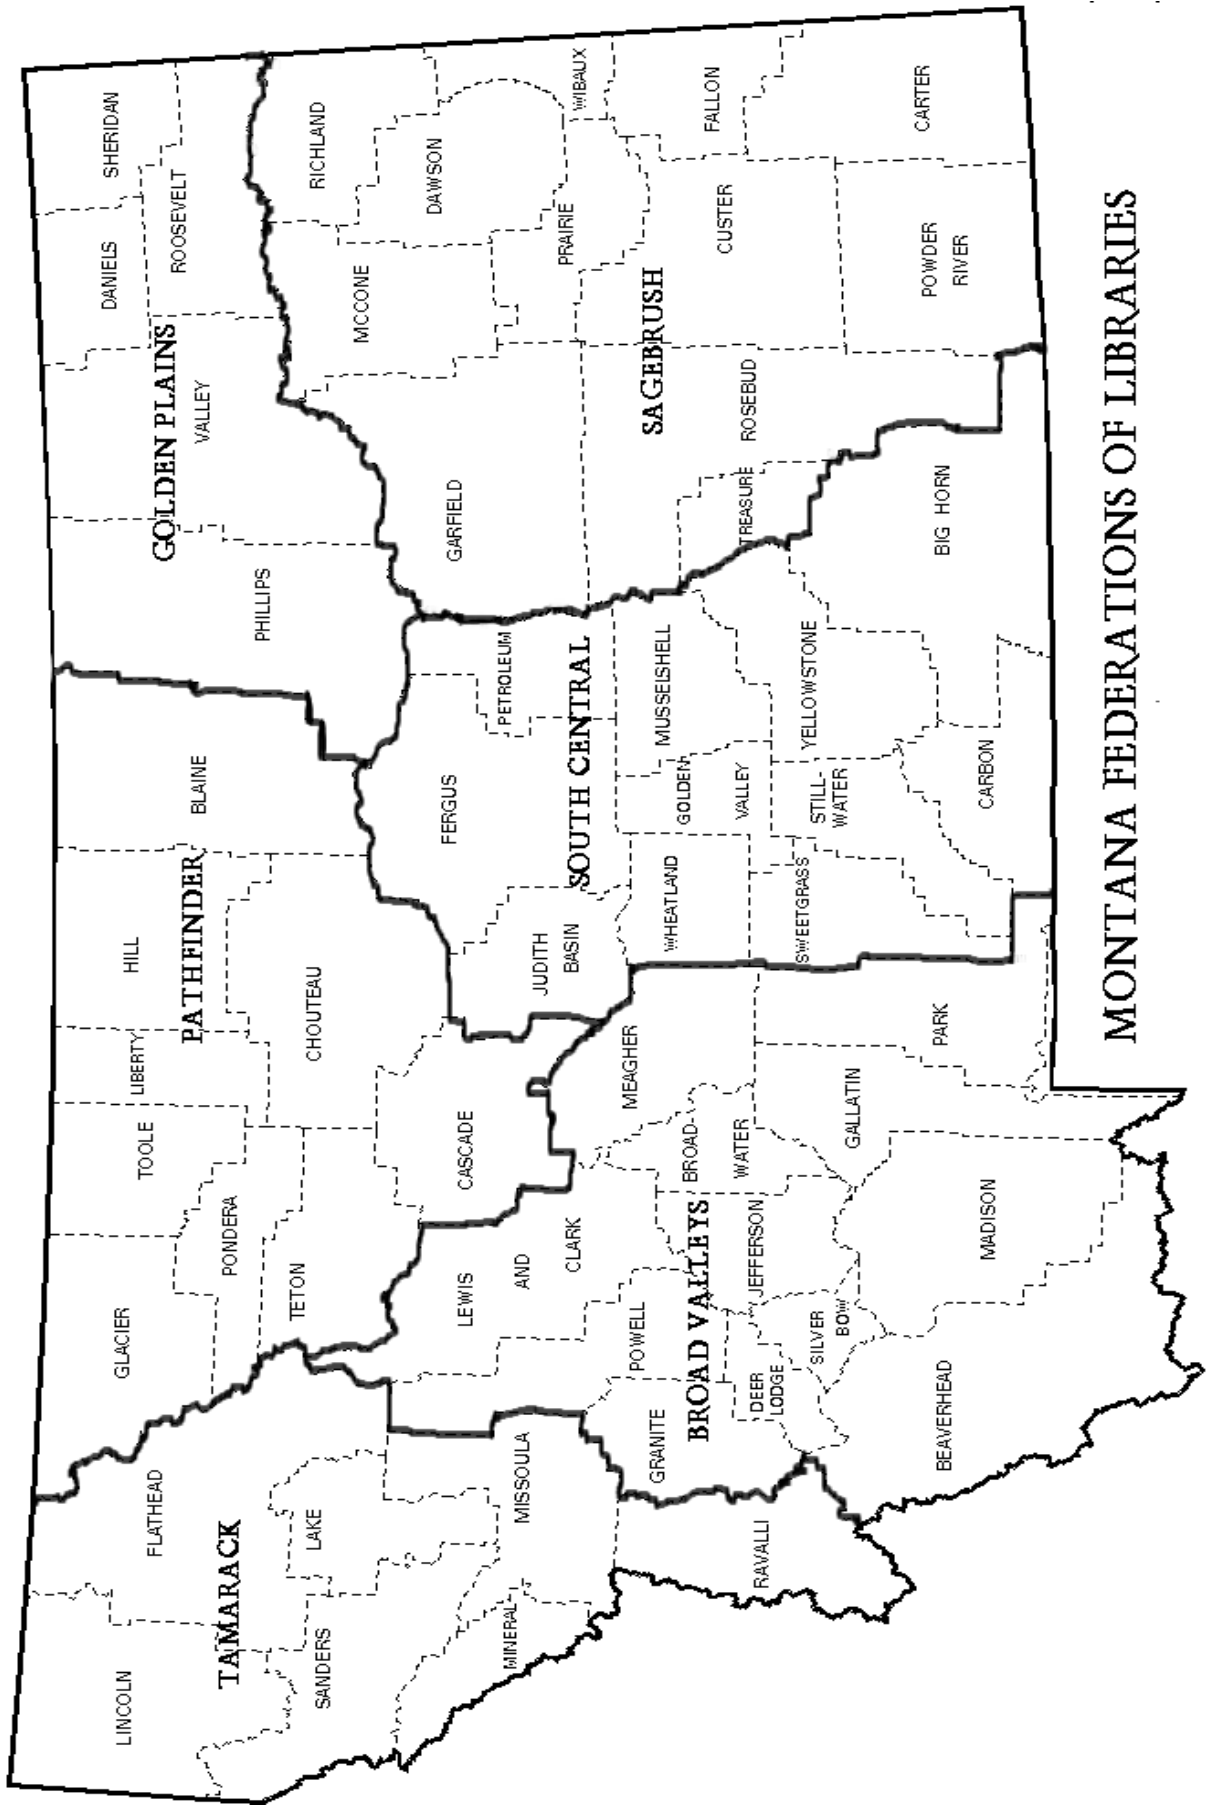 LINCOLN
FLATHEAD
GLACIER
TOOLE
LIBERTY
HILL
BLAINE
PHILLIPS
VALLEY
DANIELS
SHERIDAN
ROOSEVELT
GOLDEN PLAINS
PATHFINDER
TAMARACK
SANDERS
LAKE
PONDERA
TETON
CHOUTEAU
RICHLAND
MCCONE
DAWSON
GARFIELD
PETROLEUM
FERGUS
JUDITH
BASIN
CASCADE
LEWIS
AND
CLARK
MISSOULA
MINERAL
POWELL
GRANITE
MEAGHER
PRAIRIE
WIBAUX
SOUTH CENTRAL
SAGEBRUSH
BROAD VALLEYS
RAVALLI
DEER
LODGE
SILVER
BOW
JEFFERSON
BROAD-
WATER
WHEATLAND
GOLDEN
VALLEY
MUSSELSHELL
TREASURE
ROSEBUD
CUSTER
FALLON
GALLATIN
SWEETGRASS
STILL-
WATER
YELLOWSTONE
BEAVERHEAD
MADISON
PARK
CARBON
BIG HORN
POWDER
RIVER
CARTER
MONTANA FEDERATIONS OF LIBRARIES